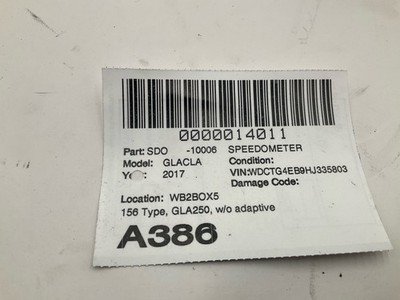 0000014011
Part: SDO -10006 SPEEDOMETER
Model: GLACLA Condition:
Year: 2017 VIN:WDCTG4EB9HJ335803
Damage Code:
Location: WB2BOX5
156 Type, GLA250, w/o adaptive
A386